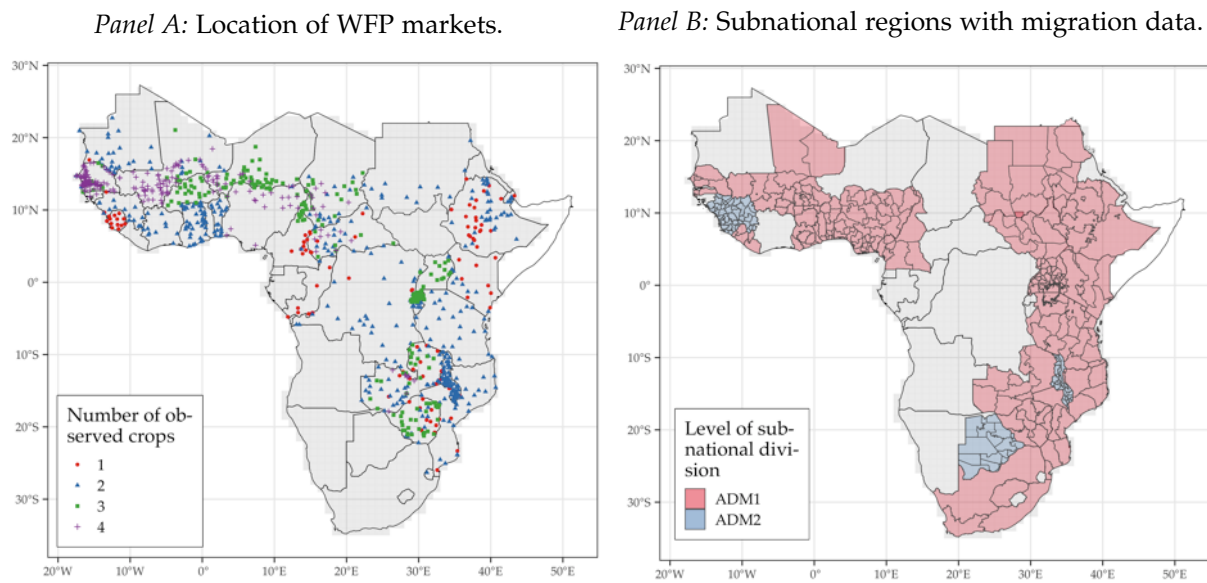 Panel A: Location of WFP markets.
30°N
20°N
10°N
0°
10°S
20°S
30°S
Number of ob-
served crops
1
2
3
4
20°W 10°W 0° 10°E 20°E 30°E 40°E 50°E
Panel B: Subnational regions with migration data.
30°N
20°N
10°N
0°
10°S
20°S
30°S
Level of sub-
national divi-
sion
ADM1
ADM2
20°W 10°W 0° 10°E 20°E 30°E 40°E 50°E